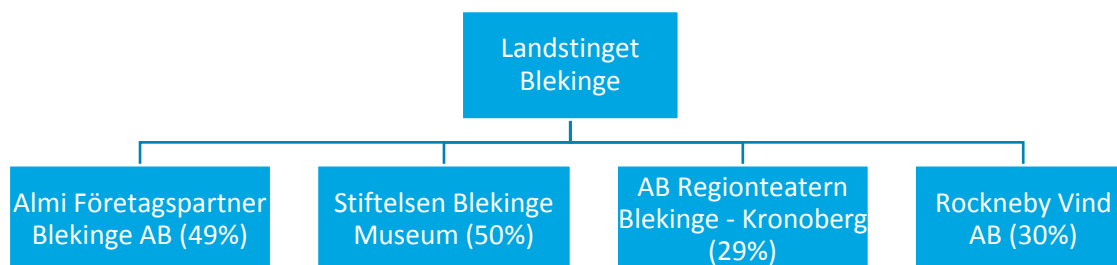 Landstinget
Blekinge
Almi Företagspartner
Blekinge AB (49%)
Stiftelsen Blekinge
Museum (50%)
AB Regionteatern
Blekinge - Kronoberg
(29%)
Rockneby Vind
AB (30%)